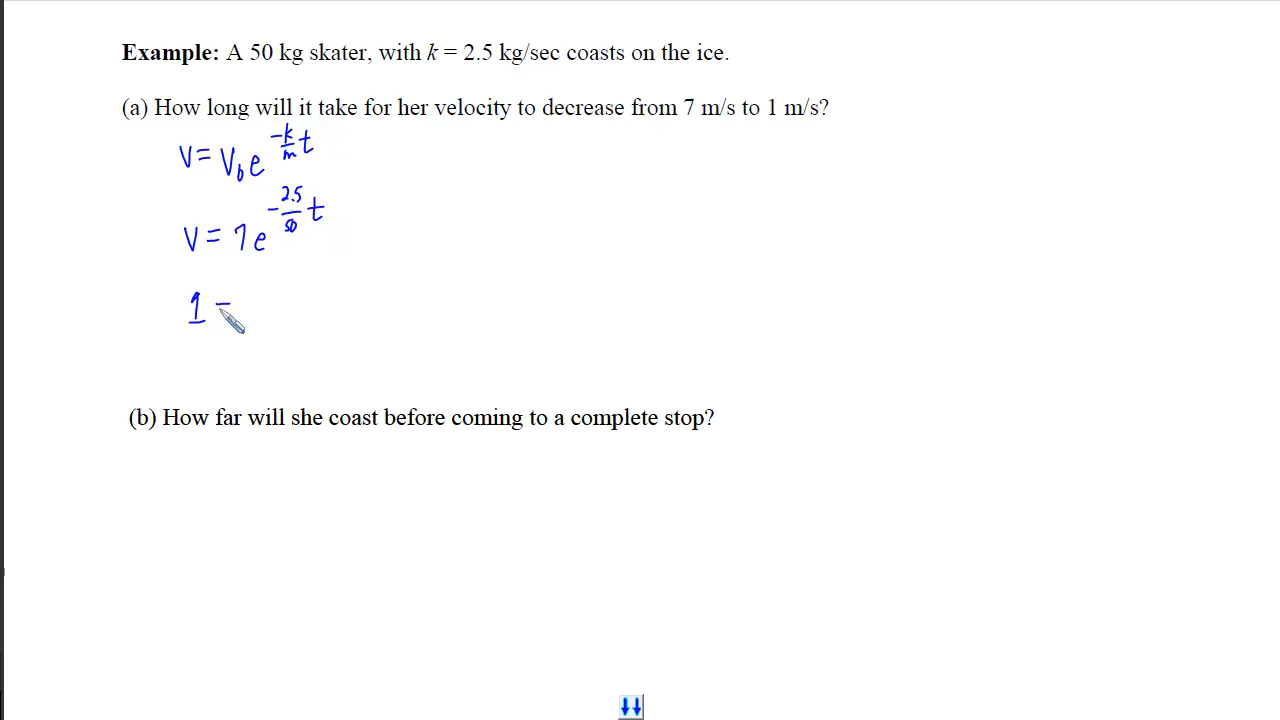 Example: A 50 kg skater, with k = 2.5 kg/sec coasts on the ice.
(a) How long will it take for her velocity to decrease from 7 m/s to 1 m/s?
v = v₀e^(-k/m t)
v = 7e^(-2.5/50 t)
1 =
(b) How far will she coast before coming to a complete stop?